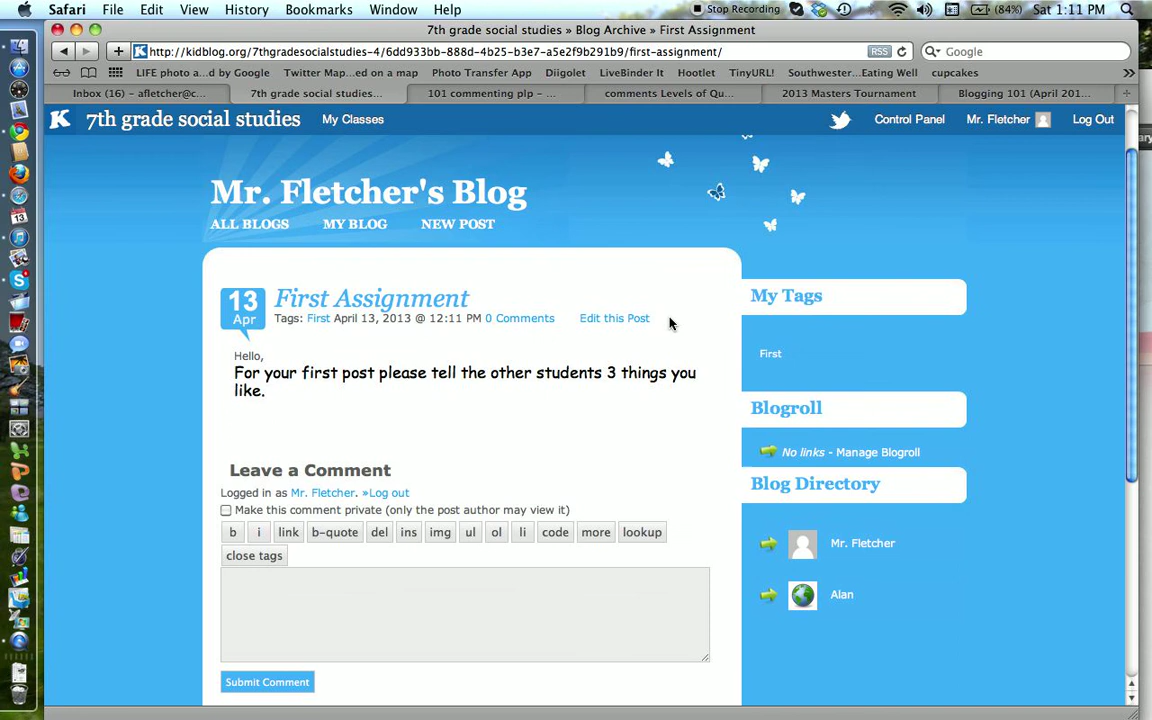 Safari File Edit View History Bookmarks Window Help Stop Recording (84%) Sat 1:11 PM
7th grade social studies » Blog Archive » First Assignment
http://kidblog.org/7thgradesocialstudies-4/6dd933bb-888d-4b25-b3e7-a5e2f9b291b9/first-assignment/ RSS Google
LIFE photo a...d by Google Twitter Map...ed on a map Photo Transfer App Diigolet LiveBinder It Hootlet TinyURL! Southwester...Eating Well cupcakes
Inbox (16) – afletcher@c... 7th grade social studies... 101 commenting plp – ... comments Levels of Qu... 2013 Masters Tournament Blogging 101 (April 201...
K 7th grade social studies My Classes Control Panel Mr. Fletcher Log Out
Mr. Fletcher's Blog
ALL BLOGS MY BLOG NEW POST
13
Apr
First Assignment
Tags: First April 13, 2013 @ 12:11 PM 0 Comments Edit this Post
Hello,
For your first post please tell the other students 3 things you
like.
Leave a Comment
Logged in as Mr. Fletcher. »Log out
Make this comment private (only the post author may view it)
b i link b-quote del ins img ul ol li code more lookup
close tags
Submit Comment
My Tags
First
Blogroll
No links - Manage Blogroll
Blog Directory
Mr. Fletcher
Alan